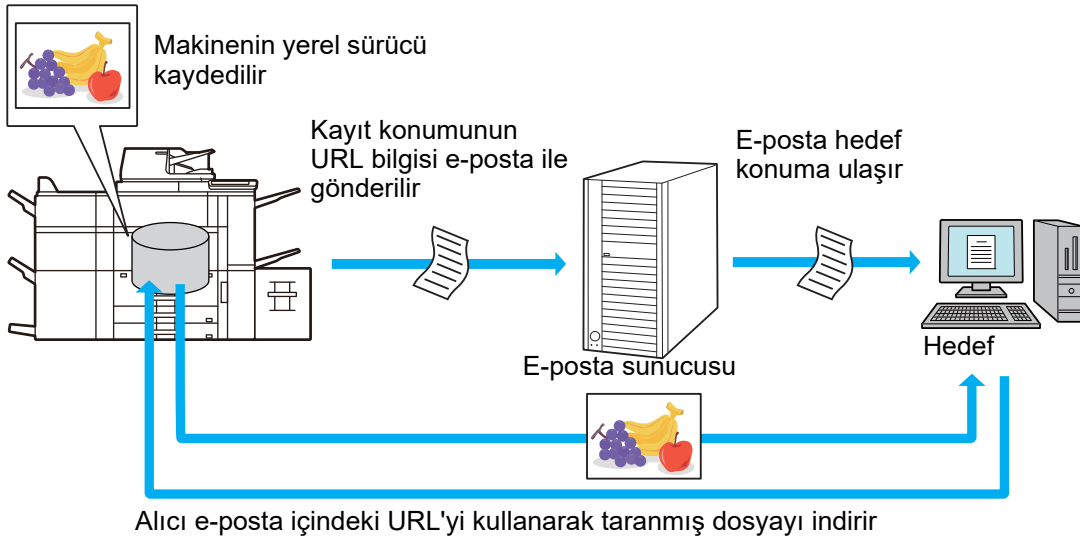 Makinenin yerel sürücü
kaydedilir
Kayıt konumunun
URL bilgisi e-posta ile
gönderilir
E-posta hedef
konuma ulaşır
E-posta sunucusu
Hedef
Alıcı e-posta içindeki URL'yi kullanarak taranmış dosyayı indirir